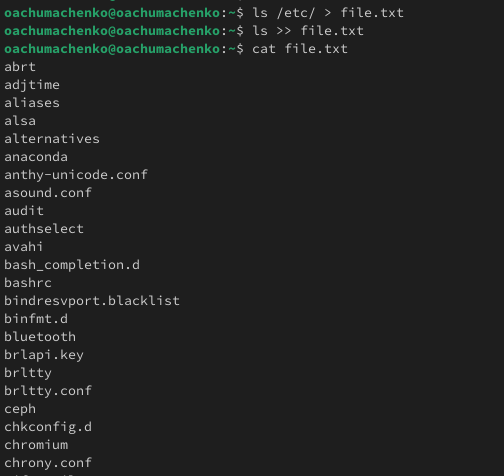 oachumachenko@oachumachenko:~$ ls /etc/ > file.txt
oachumachenko@oachumachenko:~$ ls >> file.txt
oachumachenko@oachumachenko:~$ cat file.txt
abrt
adjtime
aliases
alsa
alternatives
anaconda
anthy-unicode.conf
asound.conf
audit
authselect
avahi
bash_completion.d
bashrc
bindresvport.blacklist
binfmt.d
bluetooth
brlapi.key
brltty
brltty.conf
ceph
chkconfig.d
chromium
chrony.conf